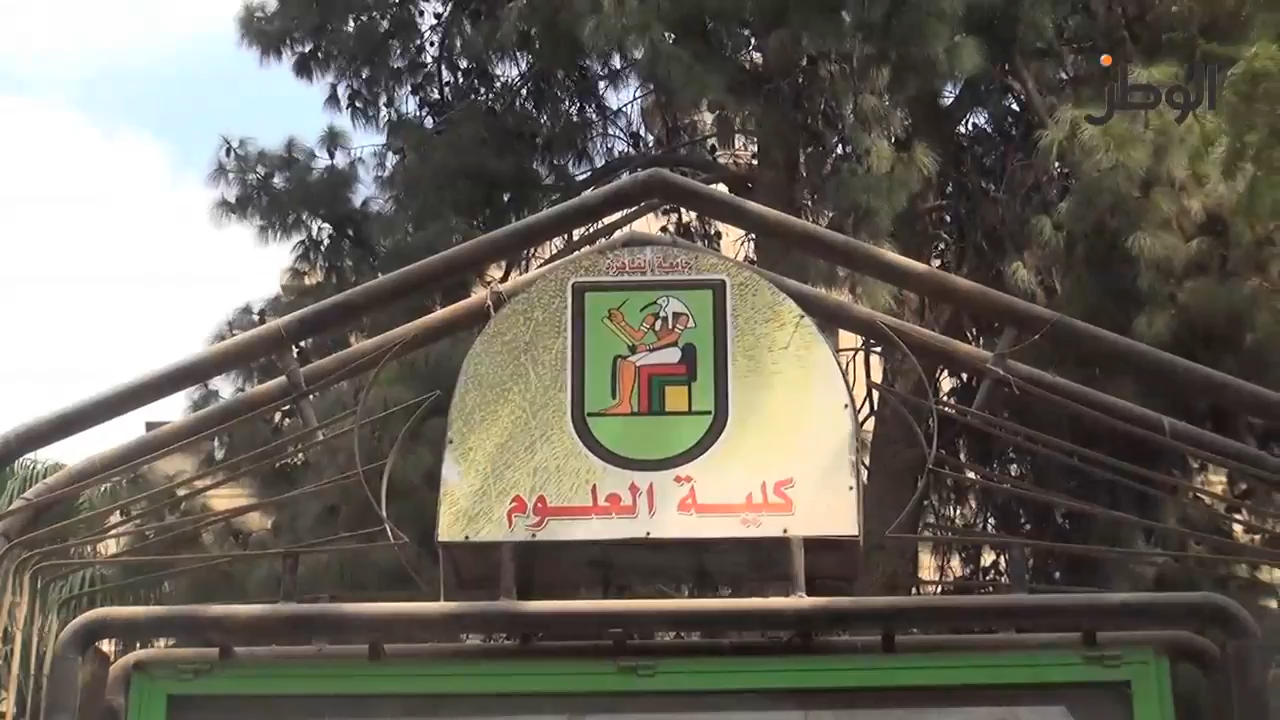 الوطن
جامعة القاهرة
كلية العلوم